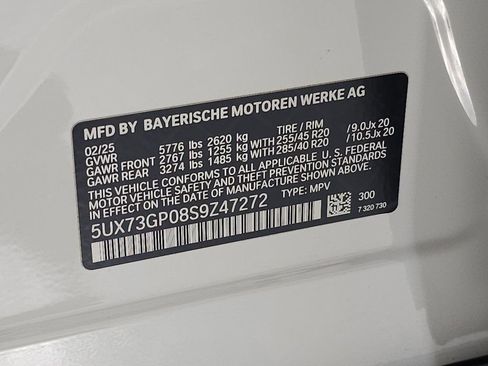 MFD BY BAYERISCHE MOTOREN WERKE AG
02/25
GVWR 5776 lbs 2620 kg TIRE / RIM
GAWR FRONT 2767 lbs 1255 kg 255/45 R20 /9.0Jx 20
GAWR REAR 3274 lbs 1485 kg 285/40 R20 /10.5Jx 20
THIS VEHICLE CONFORMS TO ALL APPLICABLE U. S. FEDERAL
MOTOR VEHICLE SAFETY AND THEFT PREVENTION STANDARDS
IN EFFECT ON THE DATE OF MANUFACTURE SHOWN ABOVE.
5UX73GP08S9Z47272 TYPE: MPV
300
7 320 730